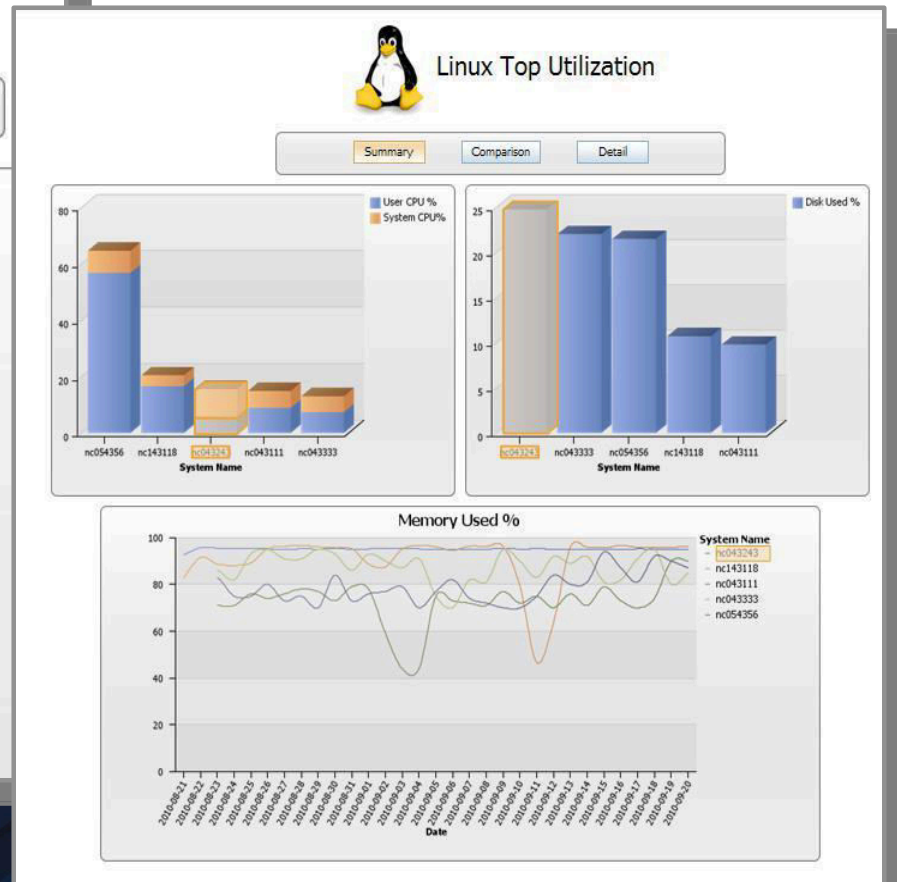 Linux Top Utilization
Summary
Comparison
Detail
User CPU %
System CPU%
80
60
40
20
0
nc054356
nc143118
nc043243
nc043111
nc043333
System Name
Disk Used %
25
20
15
10
5
0
nc043243
nc043333
nc054356
nc143118
nc043111
System Name
Memory Used %
100
80
60
40
20
0
2010-08-21
2010-08-22
2010-08-23
2010-08-24
2010-08-25
2010-08-26
2010-08-27
2010-08-28
2010-08-29
2010-08-30
2010-08-31
2010-09-01
2010-09-02
2010-09-03
2010-09-04
2010-09-05
2010-09-06
2010-09-07
2010-09-08
2010-09-09
2010-09-10
2010-09-11
2010-09-12
2010-09-13
2010-09-14
2010-09-15
2010-09-16
2010-09-17
2010-09-18
2010-09-19
2010-09-20
Date
System Name
nc043243
nc143118
nc043111
nc043333
nc054356